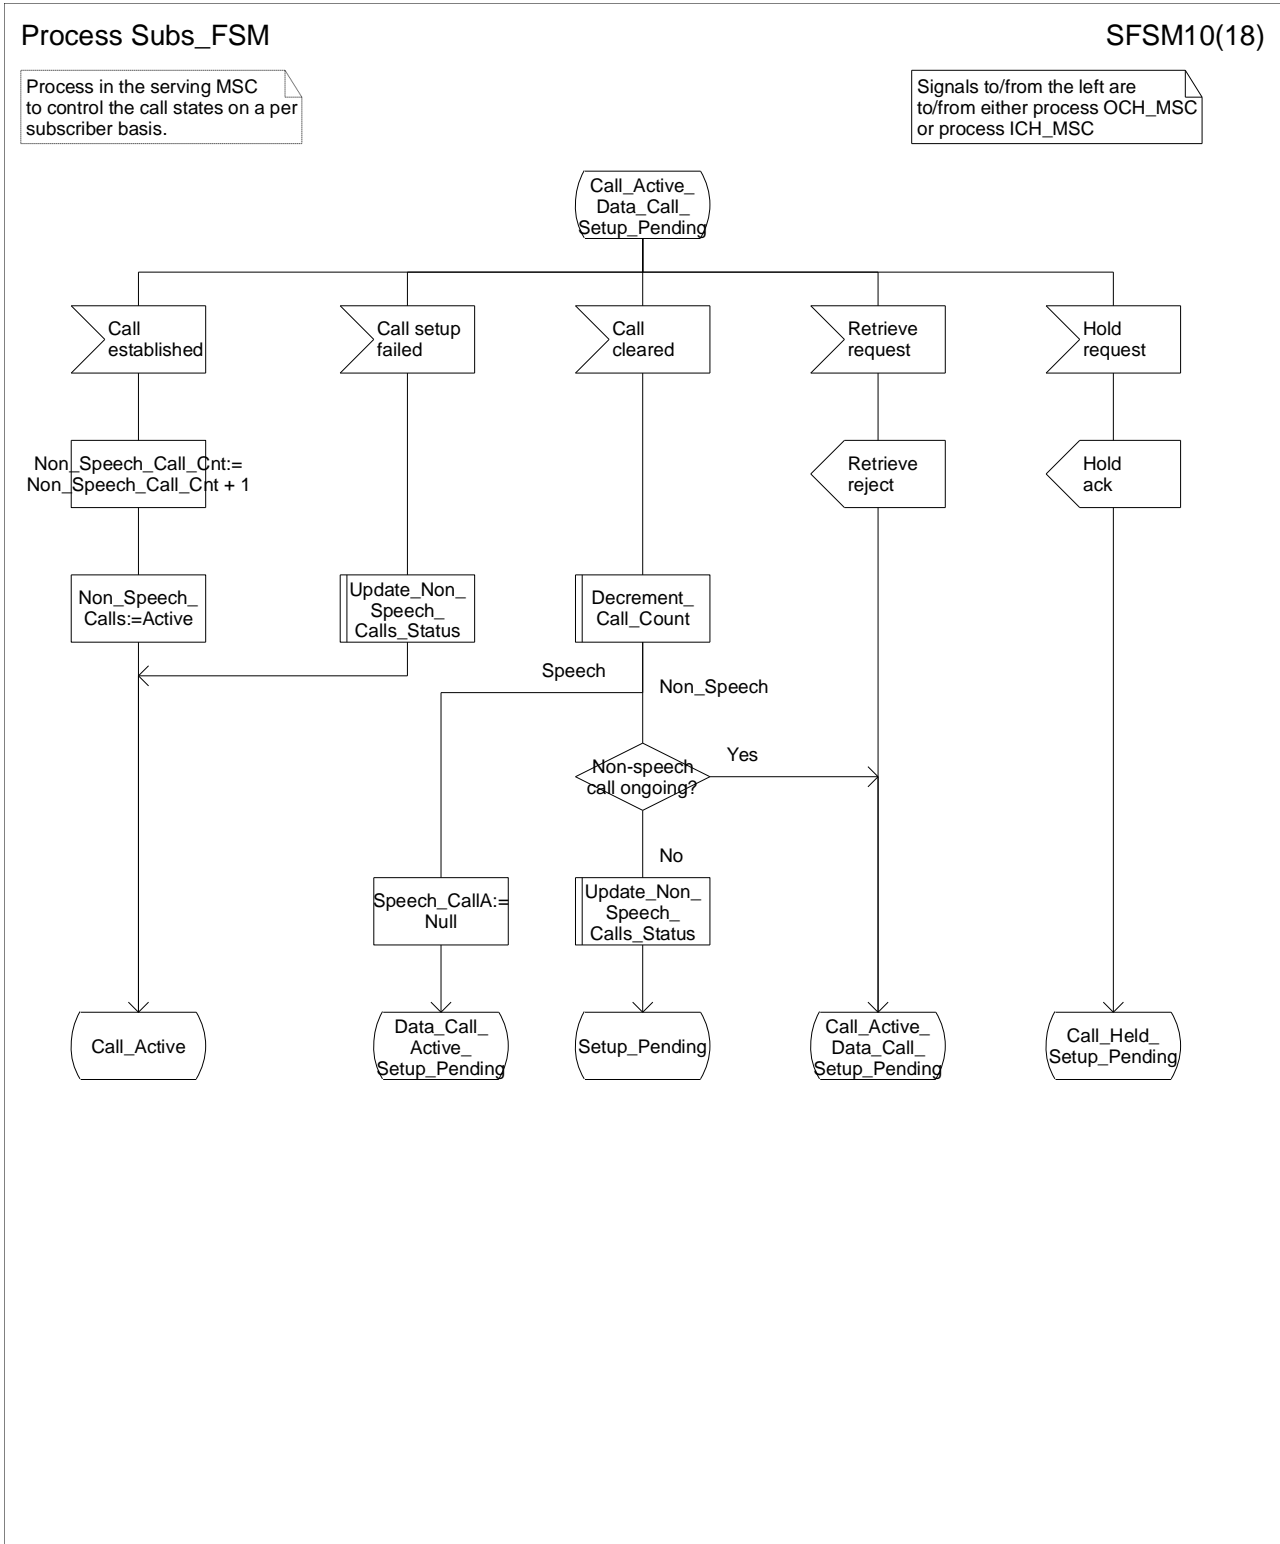 Process Subs_FSM
SFSM10(18)
Process in the serving MSC
to control the call states on a per
subscriber basis.
Signals to/from the left are
to/from either process OCH_MSC
or process ICH_MSC
Call_Active_
Data_Call_
Setup_Pending
Call
established
Call setup
failed
Call
cleared
Retrieve
request
Hold
request
Non_Speech_Call_Cnt:=
Non_Speech_Call_Cnt + 1
Retrieve
reject
Hold
ack
Non_Speech_
Calls:=Active
Update_Non_
Speech_
Calls_Status
Decrement_
Call_Count
Speech
Non_Speech
Non-speech
call ongoing?
Yes
No
Speech_CallA:=
Null
Update_Non_
Speech_
Calls_Status
Call_Active
Data_Call_
Active_
Setup_Pending
Setup_Pending
Call_Active_
Data_Call_
Setup_Pending
Call_Held_
Setup_Pending